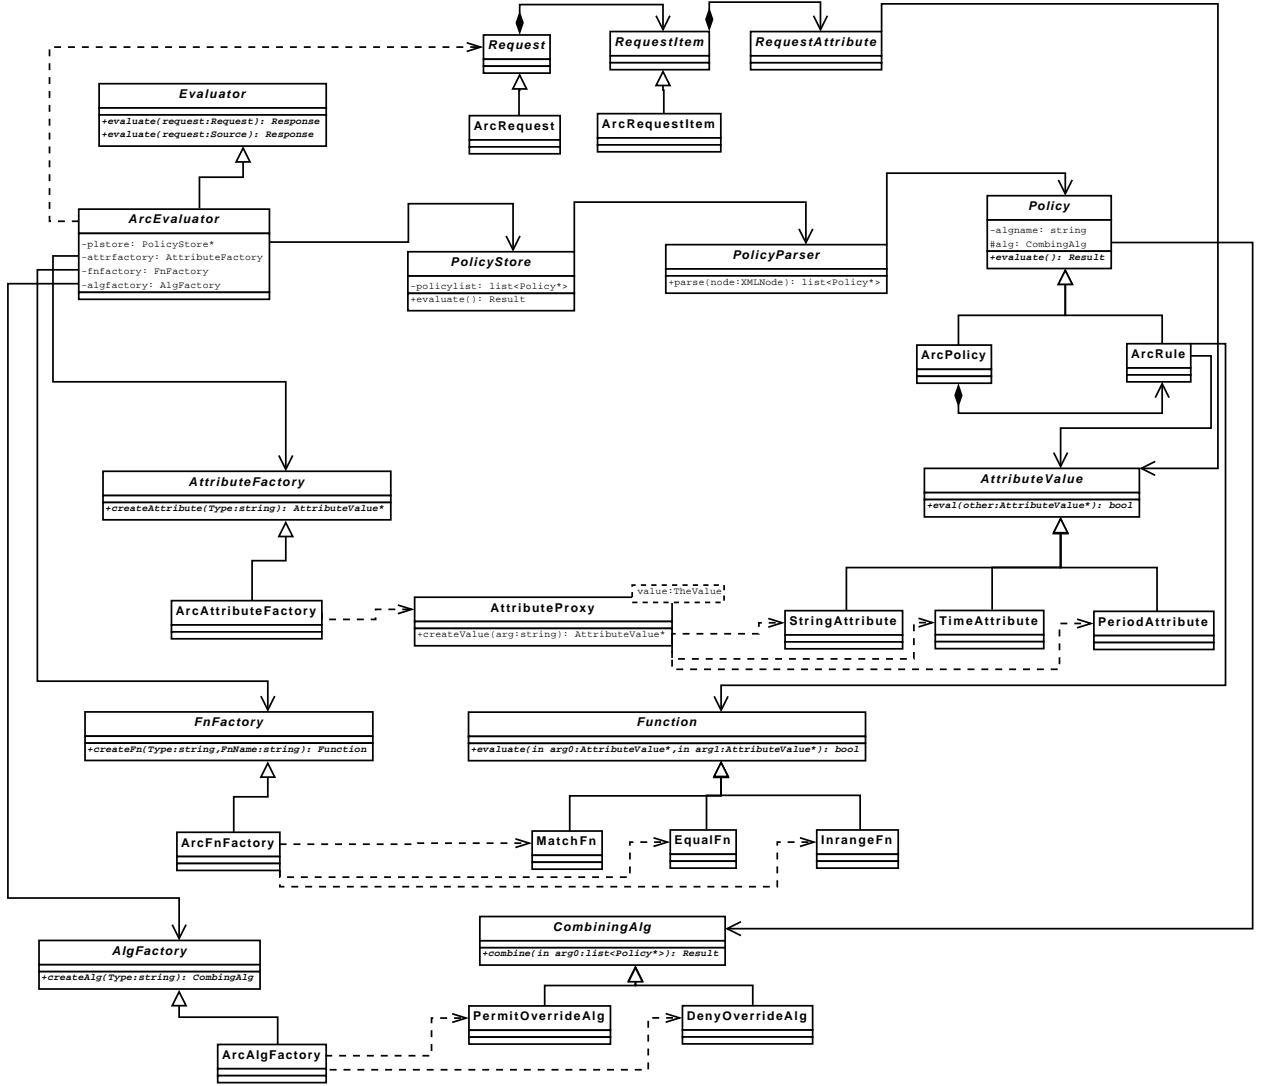 Request
RequestItem
RequestAttribute
Evaluator
+evaluate(request:Request): Response
+evaluate(request:Source): Response
ArcRequest
ArcRequestItem
ArcEvaluator
-plstore: PolicyStore*
-attrfactory: AttributeFactory
-fnfactory: FnFactory
-algfactory: AlgFactory
PolicyStore
-policylist: list<Policy*>
+evaluate(): Result
PolicyParser
+parse(node:XMLNode): list<Policy*>
Policy
-algname: string
#alg: CombingAlg
+evaluate(): Result
ArcPolicy
ArcRule
AttributeFactory
+createAttribute(Type:string): AttributeValue*
AttributeValue
+eval(other:AttributeValue*): bool
ArcAttributeFactory
value:TheValue
AttributeProxy
+createValue(arg:string): AttributeValue*
StringAttribute
TimeAttribute
PeriodAttribute
FnFactory
+createFn(Type:string,FnName:string): Function
Function
+evaluate(in arg0:AttributeValue*,in arg1:AttributeValue*): bool
ArcFnFactory
MatchFn
EqualFn
InrangeFn
AlgFactory
+createAlg(Type:string): CombingAlg
CombiningAlg
+combine(in arg0:list<Policy*>): Result
ArcAlgFactory
PermitOverrideAlg
DenyOverrideAlg